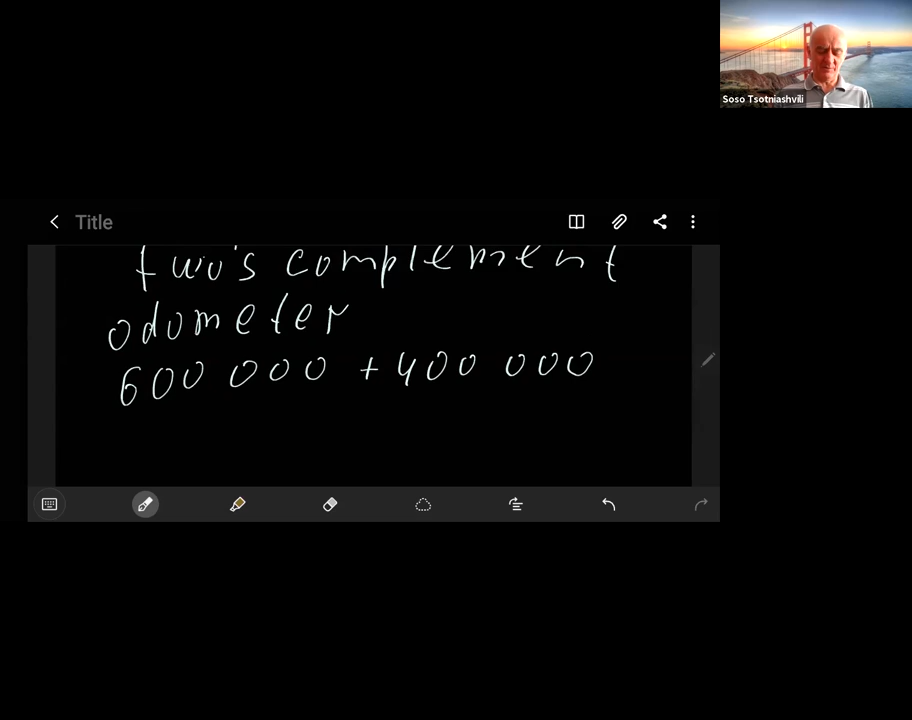 Soso Tsotniashvili
Title
two's complement
odometer
600 000 + 400 000